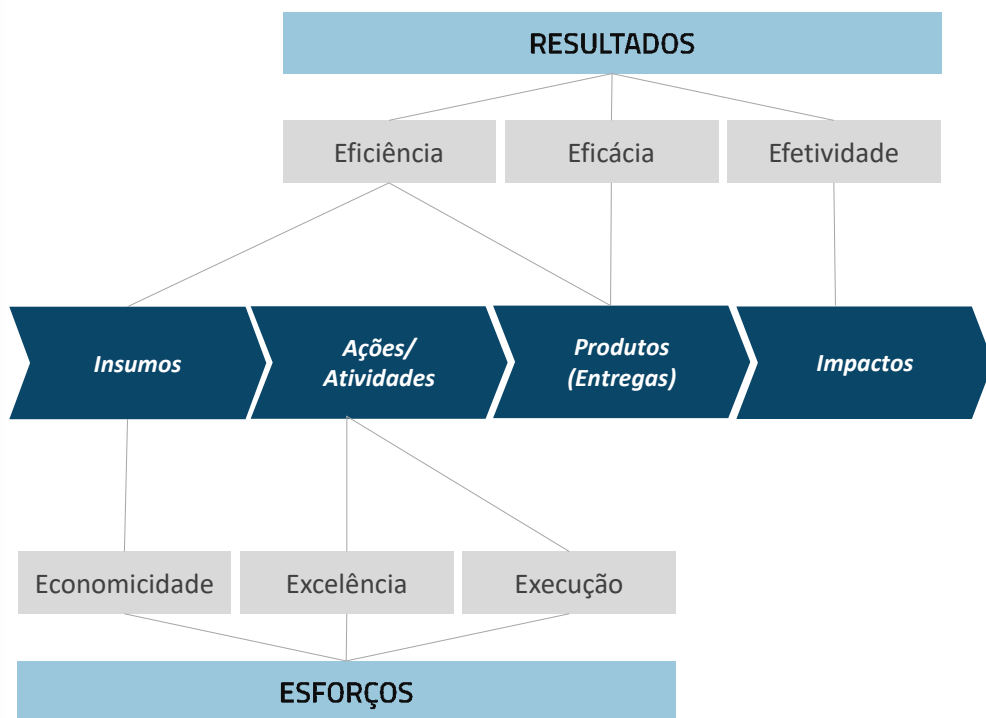 RESULTADOS
Eficiência
Eficácia
Efetividade
Insumos
Ações/
Atividades
Produtos
(Entregas)
Impactos
Economicidade
Excelência
Execução
ESFORÇOS